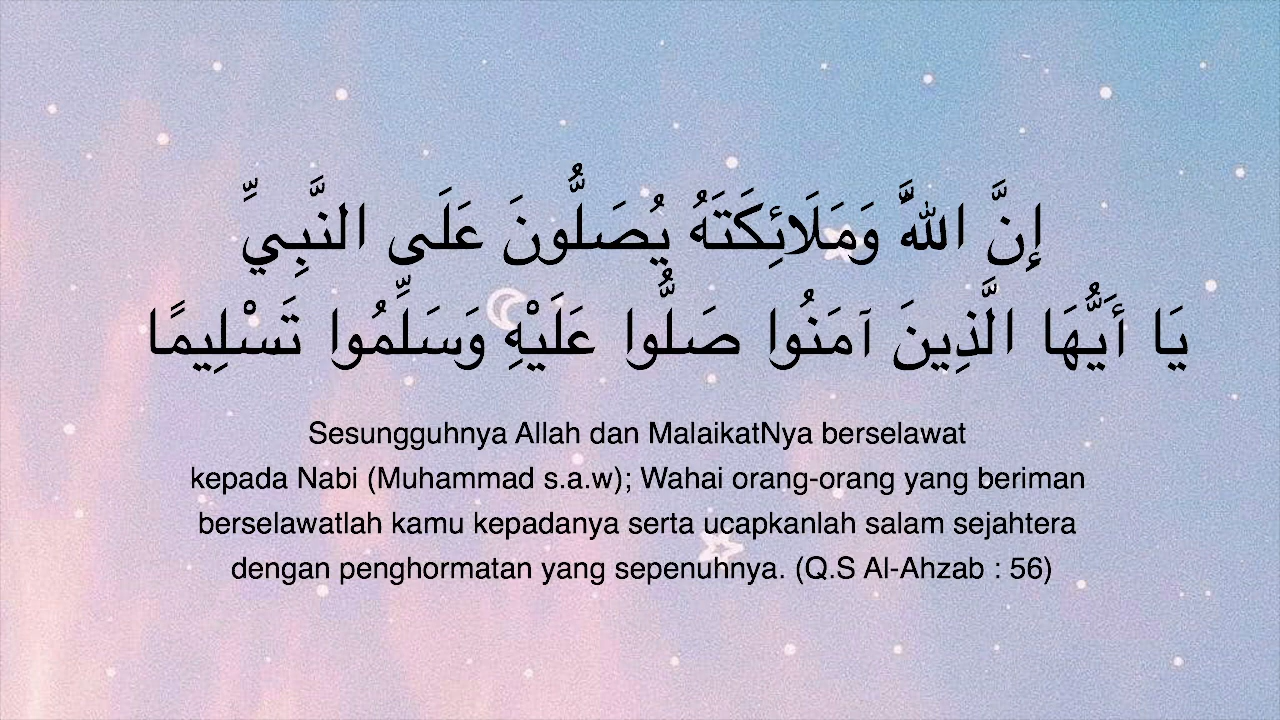 إِنَّ اللهَّ وَمَلَائِكَتَهُ يُصَلُّونَ عَلَى النَّبِيِّ
يَا أَيُّهَا الَّذِينَ آمَنُوا صَلُّوا عَلَيْهِ وَسَلِّمُوا تَسْلِيمًا
Sesungguhnya Allah dan MalaikatNya berselawat
kepada Nabi (Muhammad s.a.w); Wahai orang-orang yang beriman
berselawatlah kamu kepadanya serta ucapkanlah salam sejahtera
dengan penghormatan yang sepenuhnya. (Q.S Al-Ahzab : 56)